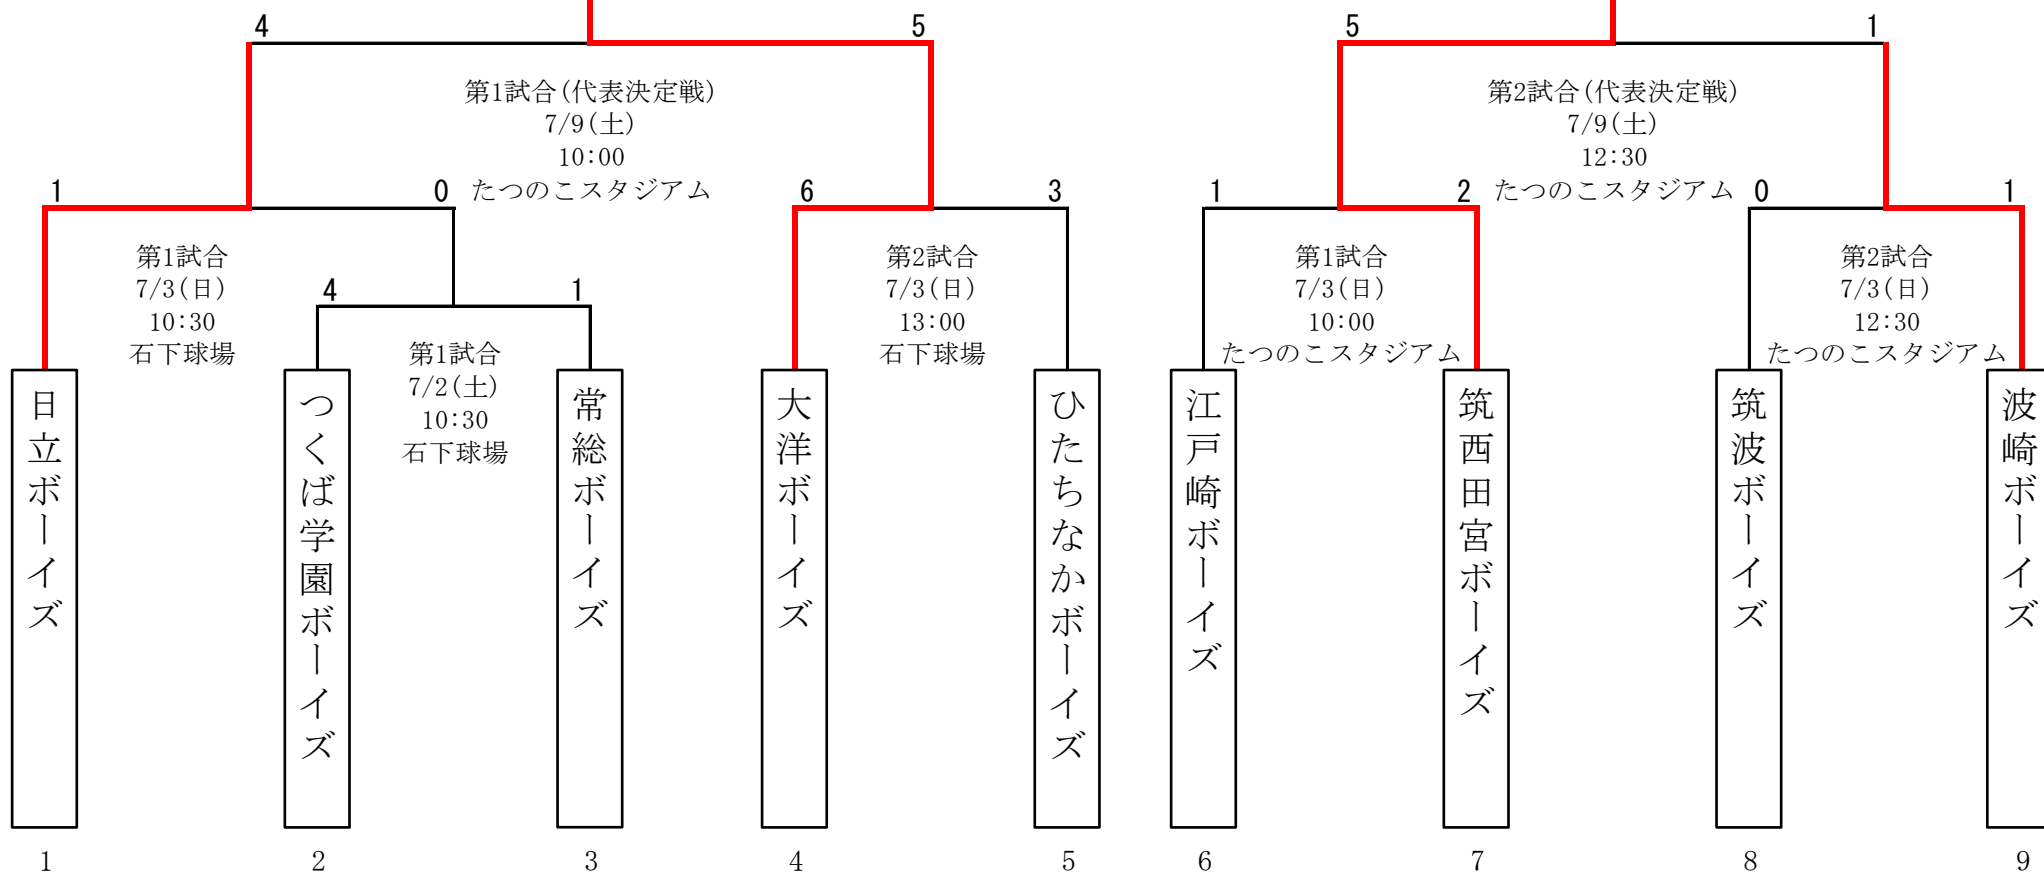 4
5
5
1
第1試合(代表決定戦)
7/9(土)
10:00
たつのこスタジアム
第2試合(代表決定戦)
7/9(土)
12:30
たつのこスタジアム
1
0
6
3
1
2
0
1
第1試合
7/3(日)
10:30
石下球場
4
1
第1試合
7/2(土)
10:30
石下球場
第2試合
7/3(日)
13:00
石下球場
第1試合
7/3(日)
10:00
たつのこスタジアム
第2試合
7/3(日)
12:30
たつのこスタジアム
日立ボーイズ
つくば学園ボーイズ
常総ボーイズ
大洋ボーイズ
ひたちなかボーイズ
江戸崎ボーイズ
筑西田宮ボーイズ
筑波ボーイズ
波崎ボーイズ
1
2
3
4
5
6
7
8
9